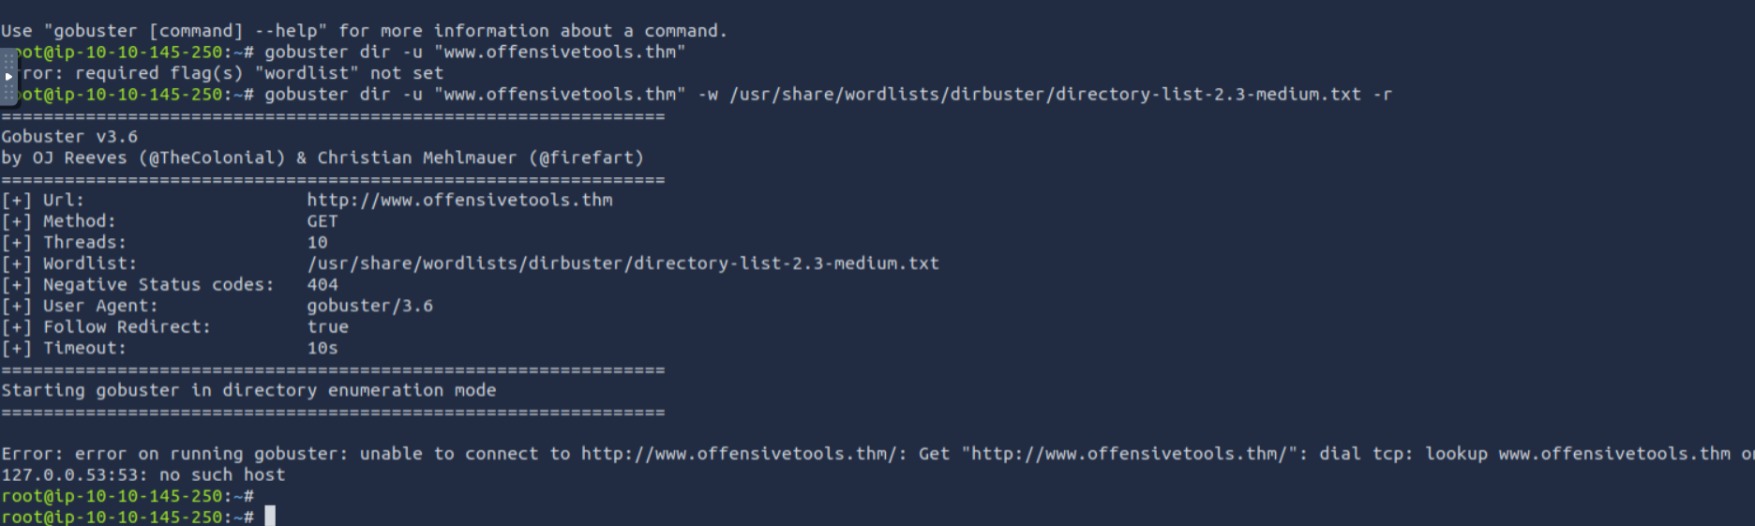 Use "gobuster [command] --help" for more information about a command.
oot@ip-10-10-145-250:~# gobuster dir -u "www.offensivetools.thm"
ror: required flag(s) "wordlist" not set
oot@ip-10-10-145-250:~# gobuster dir -u "www.offensivetools.thm" -w /usr/share/wordlists/dirbuster/directory-list-2.3-medium.txt -r
===============================================================
Gobuster v3.6
by OJ Reeves (@TheColonial) & Christian Mehlmauer (@firefart)
===============================================================
[+] Url:                     http://www.offensivetools.thm
[+] Method:                  GET
[+] Threads:                 10
[+] Wordlist:                /usr/share/wordlists/dirbuster/directory-list-2.3-medium.txt
[+] Negative Status codes:   404
[+] User Agent:              gobuster/3.6
[+] Follow Redirect:         true
[+] Timeout:                 10s
===============================================================
Starting gobuster in directory enumeration mode
===============================================================
Error: error on running gobuster: unable to connect to http://www.offensivetools.thm/: Get "http://www.offensivetools.thm/": dial tcp: lookup www.offensivetools.thm on
127.0.0.53:53: no such host
root@ip-10-10-145-250:~#
root@ip-10-10-145-250:~#